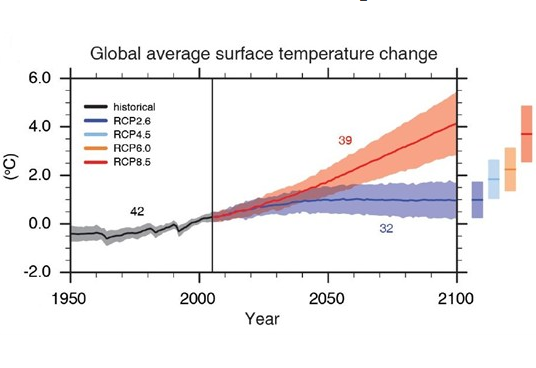 Global average surface temperature change
6.0
4.0
2.0
0.0
-2.0
(°C)
historical
RCP2.6
RCP4.5
RCP6.0
RCP8.5
39
42
32
1950
2000
2050
2100
Year